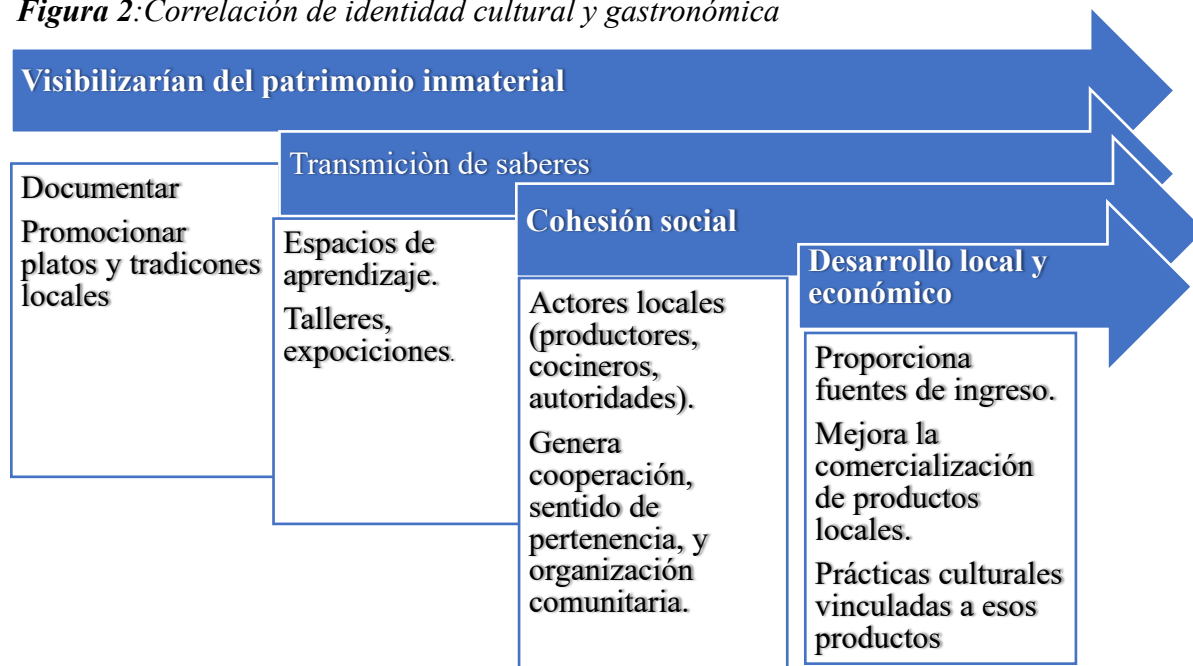 Figura 2:Correlación de identidad cultural y gastronómica
Visibilizarían del patrimonio inmaterial
Documentar
Promocionar
platos y tradicones
locales
Transmiciòn de saberes
Espacios de
aprendizaje.
Talleres,
expociciones.
Cohesión social
Actores locales
(productores,
cocineros,
autoridades).
Genera
cooperación,
sentido de
pertenencia, y
organización
comunitaria.
Desarrollo local y
económico
Proporciona
fuentes de ingreso.
Mejora la
comercialización
de productos
locales.
Prácticas culturales
vinculadas a esos
productos